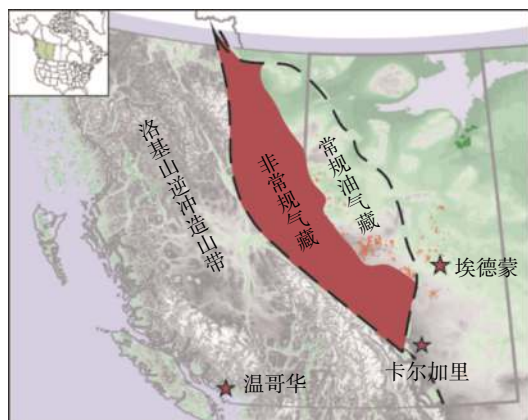 洛基山逆冲造山带
非常规气藏
常规油气藏
埃德蒙
卡尔加里
温哥华